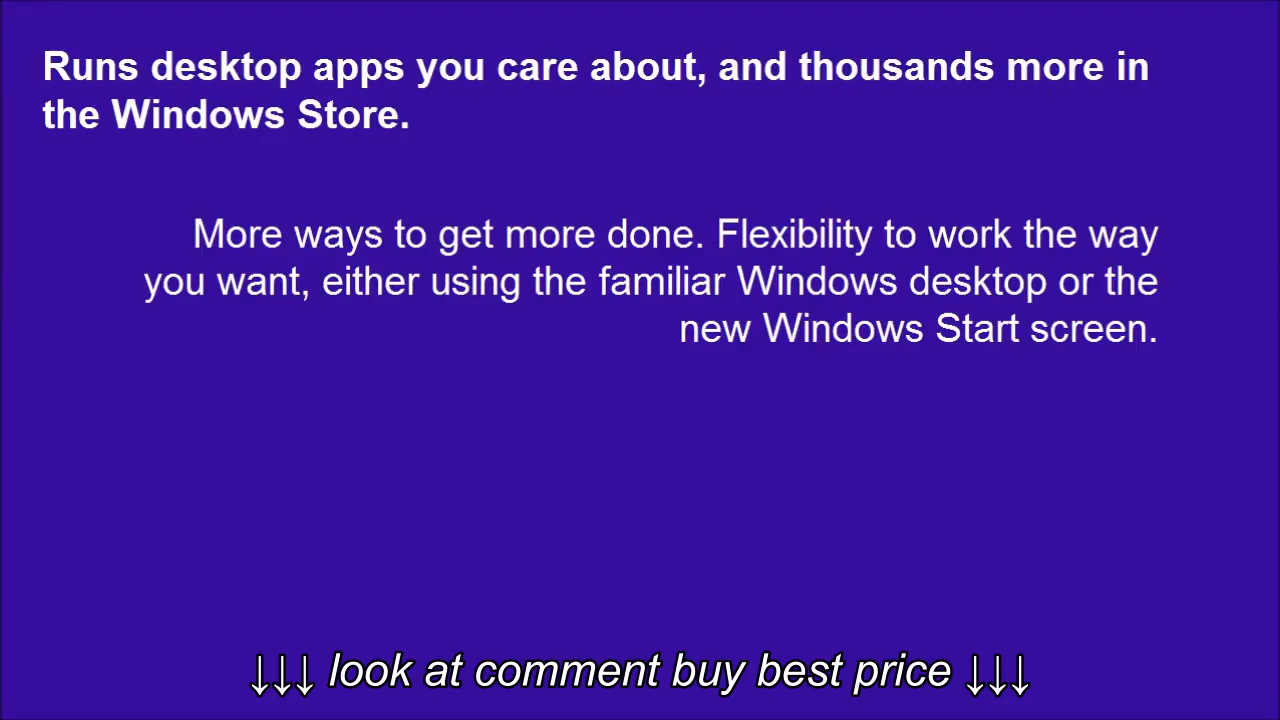 Runs desktop apps you care about, and thousands more in
the Windows Store.
More ways to get more done. Flexibility to work the way
you want, either using the familiar Windows desktop or the
new Windows Start screen.
↓↓↓ look at comment buy best price ↓↓↓